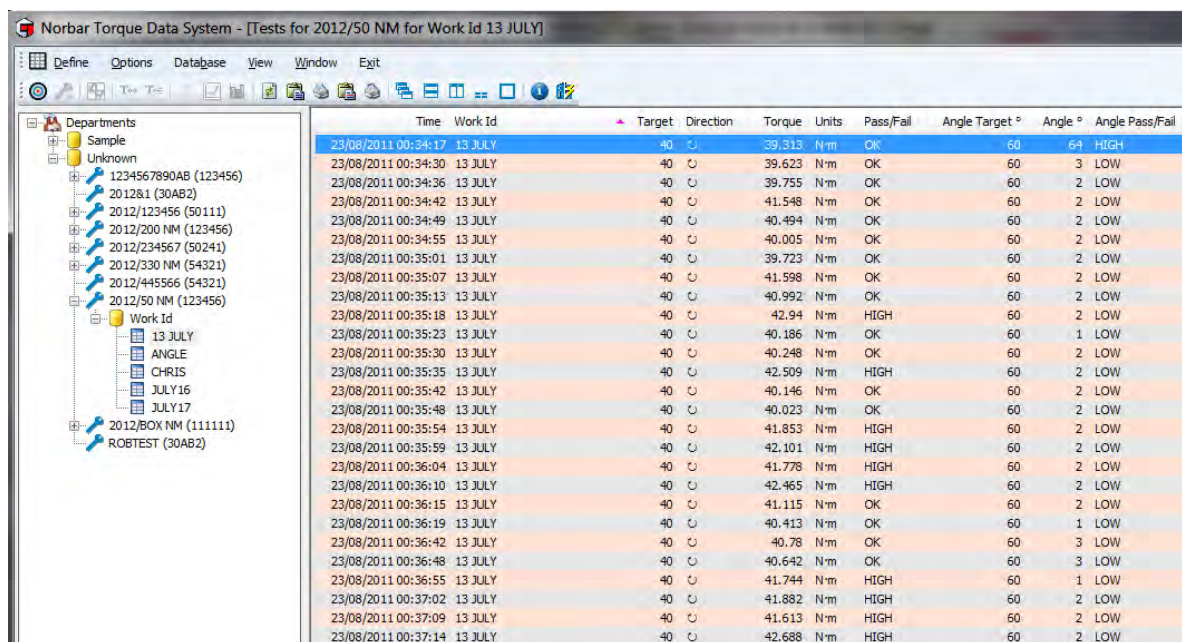 Norbar Torque Data System - [Tests for 2012/50 NM for Work Id 13 JULY]
Define Options Database View Window Exit
Departments
Sample
Unknown
1234567890AB (123456)
2012&1 (30AB2)
2012/123456 (50111)
2012/200 NM (123456)
2012/234567 (50241)
2012/330 NM (54321)
2012/445566 (54321)
2012/50 NM (123456)
Work Id
13 JULY
ANGLE
CHRIS
JULY16
JULY17
2012/BOX NM (111111)
ROBTEST (30AB2)
Time Work Id Target Direction Torque Units Pass/Fail Angle Target ° Angle ° Angle Pass/Fail
23/08/2011 00:34:17 13 JULY 40 39.313 N·m OK 60 64 HIGH
23/08/2011 00:34:30 13 JULY 40 39.623 N·m OK 60 3 LOW
23/08/2011 00:34:36 13 JULY 40 39.755 N·m OK 60 2 LOW
23/08/2011 00:34:42 13 JULY 40 41.548 N·m OK 60 2 LOW
23/08/2011 00:34:49 13 JULY 40 40.494 N·m OK 60 2 LOW
23/08/2011 00:34:55 13 JULY 40 40.005 N·m OK 60 2 LOW
23/08/2011 00:35:01 13 JULY 40 39.723 N·m OK 60 2 LOW
23/08/2011 00:35:07 13 JULY 40 41.598 N·m OK 60 2 LOW
23/08/2011 00:35:13 13 JULY 40 40.992 N·m OK 60 2 LOW
23/08/2011 00:35:18 13 JULY 40 42.94 N·m HIGH 60 2 LOW
23/08/2011 00:35:23 13 JULY 40 40.186 N·m OK 60 1 LOW
23/08/2011 00:35:30 13 JULY 40 40.248 N·m OK 60 2 LOW
23/08/2011 00:35:35 13 JULY 40 42.509 N·m HIGH 60 2 LOW
23/08/2011 00:35:42 13 JULY 40 40.146 N·m OK 60 2 LOW
23/08/2011 00:35:48 13 JULY 40 40.023 N·m OK 60 2 LOW
23/08/2011 00:35:54 13 JULY 40 41.853 N·m HIGH 60 2 LOW
23/08/2011 00:35:59 13 JULY 40 42.101 N·m HIGH 60 2 LOW
23/08/2011 00:36:04 13 JULY 40 41.778 N·m HIGH 60 2 LOW
23/08/2011 00:36:10 13 JULY 40 42.465 N·m HIGH 60 2 LOW
23/08/2011 00:36:15 13 JULY 40 41.115 N·m OK 60 2 LOW
23/08/2011 00:36:19 13 JULY 40 40.413 N·m OK 60 1 LOW
23/08/2011 00:36:42 13 JULY 40 40.78 N·m OK 60 3 LOW
23/08/2011 00:36:48 13 JULY 40 40.642 N·m OK 60 3 LOW
23/08/2011 00:36:55 13 JULY 40 41.744 N·m HIGH 60 1 LOW
23/08/2011 00:37:02 13 JULY 40 41.882 N·m HIGH 60 2 LOW
23/08/2011 00:37:09 13 JULY 40 41.613 N·m HIGH 60 2 LOW
23/08/2011 00:37:14 13 JULY 40 42.688 N·m HIGH 60 2 LOW